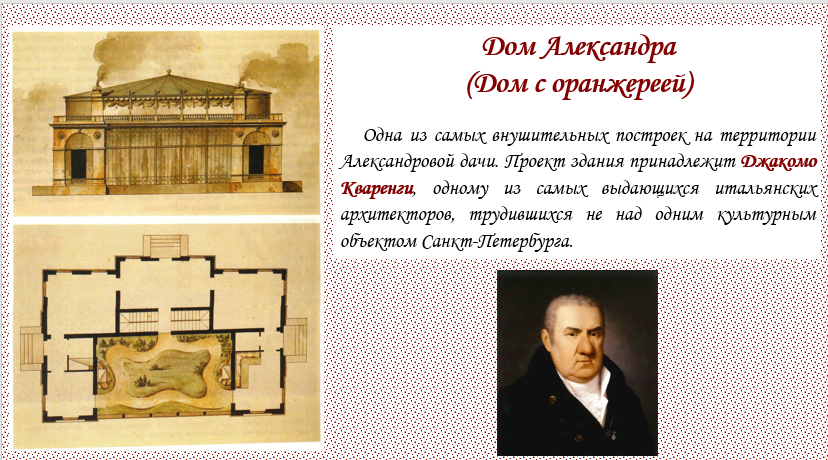 Дом Александра
(Дом с оранжереей)
Одна из самых внушительных построек на территории
Александровой дачи. Проект здания принадлежит Джакомо
Кваренги, одному из самых выдающихся итальянских
архитекторов, трудившихся не над одним культурным
объектом Санкт-Петербурга.